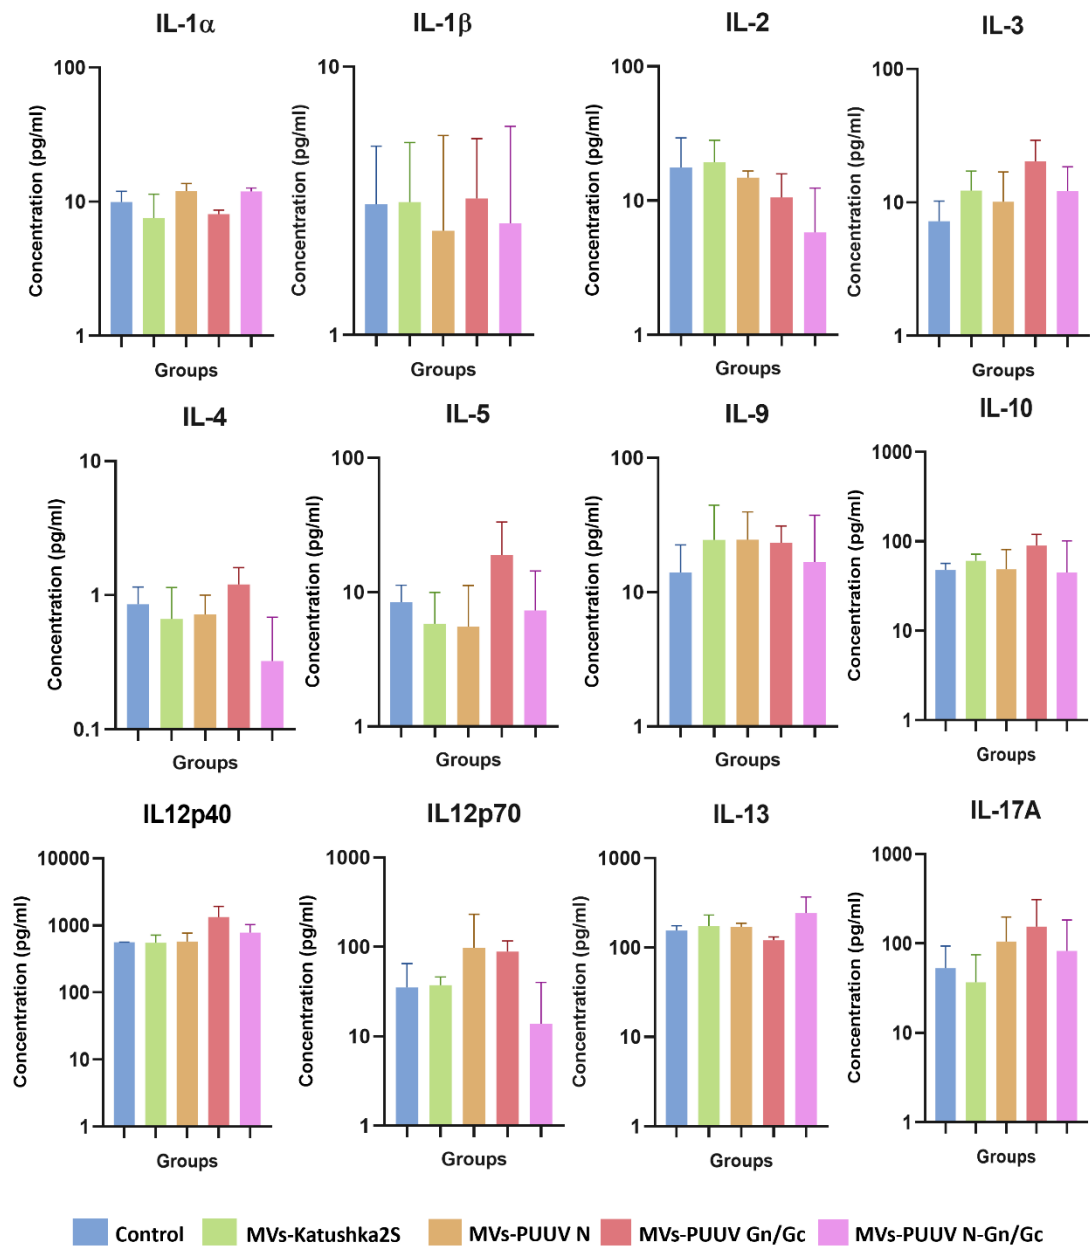 IL-1α
Concentration (pg/ml)
100
10
1
Groups
IL-1β
Concentration (pg/ml)
10
1
Groups
IL-2
Concentration (pg/ml)
100
10
1
Groups
IL-3
Concentration (pg/ml)
100
10
1
Groups
IL-4
Concentration (pg/ml)
10
1
0.1
Groups
IL-5
Concentration (pg/ml)
100
10
1
Groups
IL-9
Concentration (pg/ml)
100
10
1
Groups
IL-10
Concentration (pg/ml)
1000
100
10
1
Groups
IL12p40
Concentration (pg/ml)
10000
1000
100
10
1
Groups
IL12p70
Concentration (pg/ml)
1000
100
10
1
Groups
IL-13
Concentration (pg/ml)
1000
100
10
1
Groups
IL-17A
Concentration (pg/ml)
1000
100
10
1
Groups
Control
MVs-Katushka2S
MVs-PUUV N
MVs-PUUV Gn/Gc
MVs-PUUV N-Gn/Gc